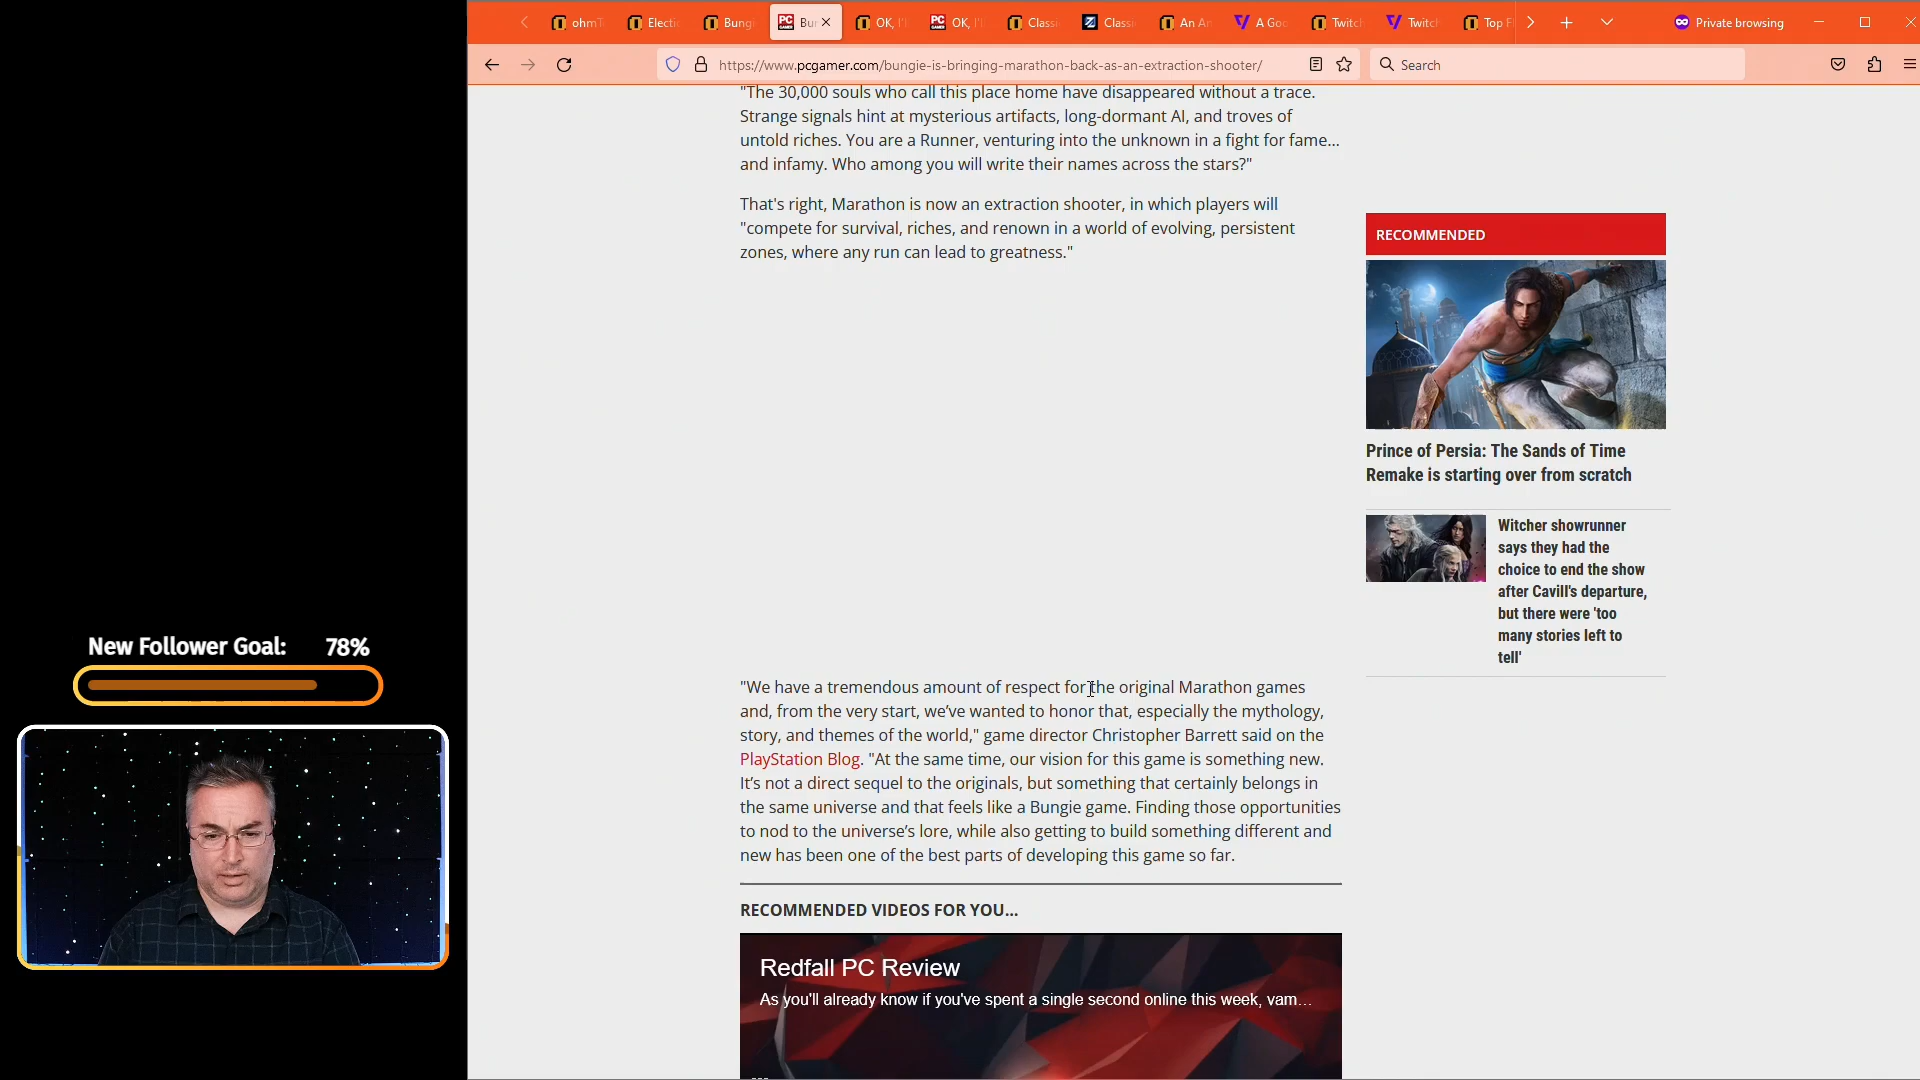 ohmT
Electi
Bungi
Bun
OK, I'l
OK, I'l
Classi
Classi
An An
A Goo
Twitch
Twitch
Top F
Private browsing
https://www.pcgamer.com/bungie-is-bringing-marathon-back-as-an-extraction-shooter/
Search
"The 30,000 souls who call this place home have disappeared without a trace.
Strange signals hint at mysterious artifacts, long-dormant AI, and troves of
untold riches. You are a Runner, venturing into the unknown in a fight for fame...
and infamy. Who among you will write their names across the stars?"
That's right, Marathon is now an extraction shooter, in which players will
"compete for survival, riches, and renown in a world of evolving, persistent
zones, where any run can lead to greatness."
RECOMMENDED
Prince of Persia: The Sands of Time
Remake is starting over from scratch
Witcher showrunner
says they had the
choice to end the show
after Cavill's departure,
but there were 'too
many stories left to
tell'
New Follower Goal: 78%
"We have a tremendous amount of respect for the original Marathon games
and, from the very start, we've wanted to honor that, especially the mythology,
story, and themes of the world," game director Christopher Barrett said on the
PlayStation Blog. "At the same time, our vision for this game is something new.
It's not a direct sequel to the originals, but something that certainly belongs in
the same universe and that feels like a Bungie game. Finding those opportunities
to nod to the universe's lore, while also getting to build something different and
new has been one of the best parts of developing this game so far.
RECOMMENDED VIDEOS FOR YOU...
Redfall PC Review
As you'll already know if you've spent a single second online this week, vam...